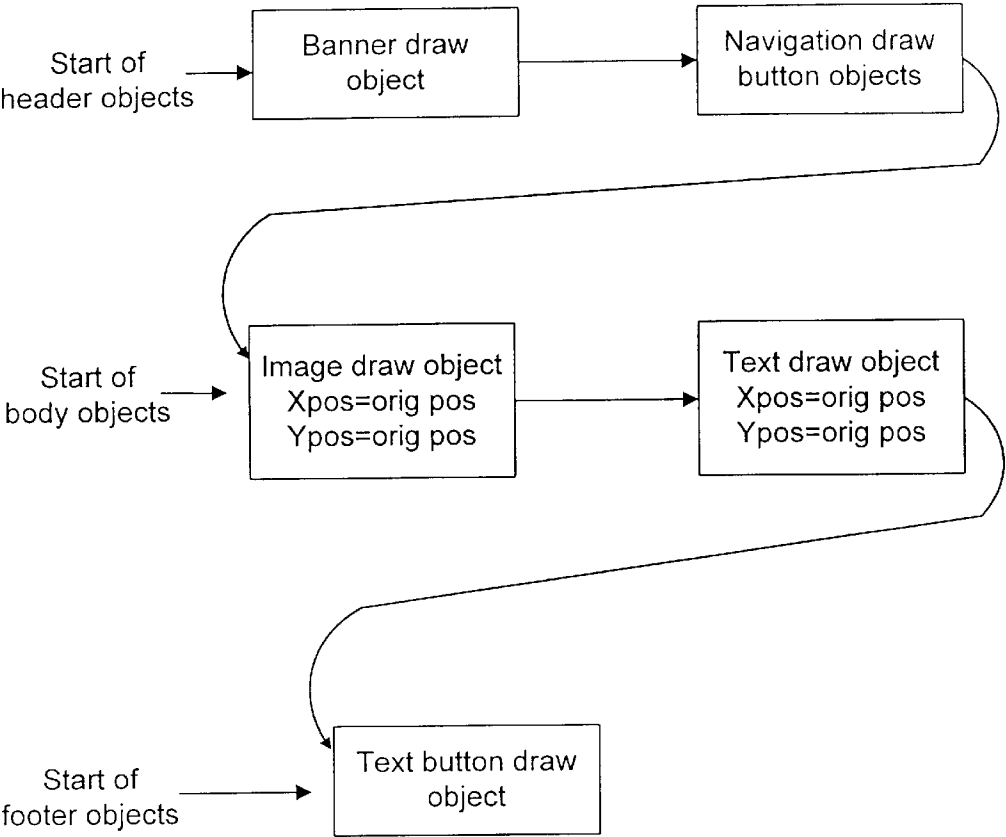 Start of
header objects
Banner draw
object
Navigation draw
button objects
Start of
body objects
Image draw object
Xpos=orig pos
Ypos=orig pos
Text draw object
Xpos=orig pos
Ypos=orig pos
Start of
footer objects
Text button draw
object